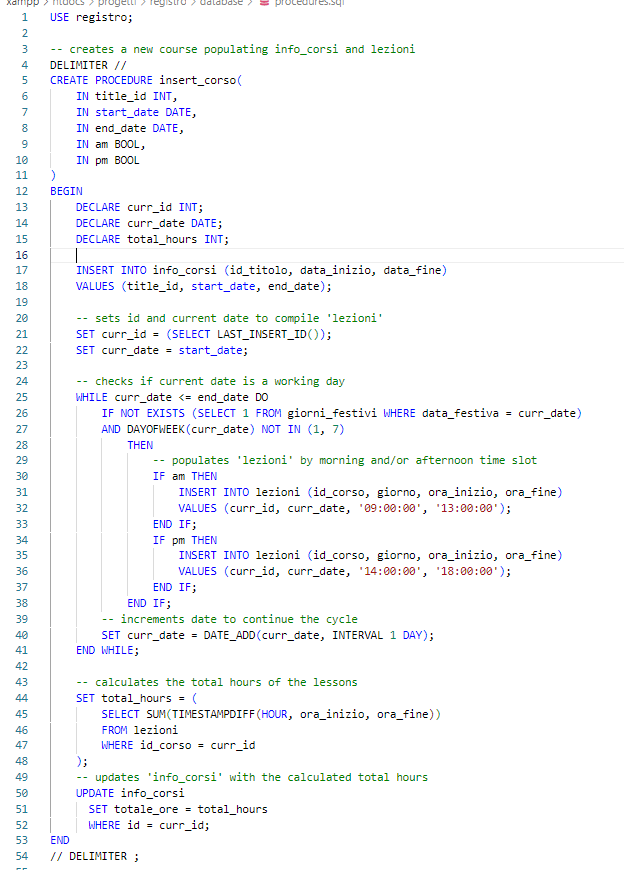 xampp > htdocs > progetti > registro > database > procedures.sql
1 USE registro;
2
3 -- creates a new course populating info_corsi and lezioni
4 DELIMITER //
5 CREATE PROCEDURE insert_corso(
6 IN title_id INT,
7 IN start_date DATE,
8 IN end_date DATE,
9 IN am BOOL,
10 IN pm BOOL
11 )
12 BEGIN
13 DECLARE curr_id INT;
14 DECLARE curr_date DATE;
15 DECLARE total_hours INT;
16
17 INSERT INTO info_corsi (id_titolo, data_inizio, data_fine)
18 VALUES (title_id, start_date, end_date);
19
20 -- sets id and current date to compile 'lezioni'
21 SET curr_id = (SELECT LAST_INSERT_ID());
22 SET curr_date = start_date;
23
24 -- checks if current date is a working day
25 WHILE curr_date <= end_date DO
26 IF NOT EXISTS (SELECT 1 FROM giorni_festivi WHERE data_festiva = curr_date)
27 AND DAYOFWEEK(curr_date) NOT IN (1, 7)
28 THEN
29 -- populates 'lezioni' by morning and/or afternoon time slot
30 IF am THEN
31 INSERT INTO lezioni (id_corso, giorno, ora_inizio, ora_fine)
32 VALUES (curr_id, curr_date, '09:00:00', '13:00:00');
33 END IF;
34 IF pm THEN
35 INSERT INTO lezioni (id_corso, giorno, ora_inizio, ora_fine)
36 VALUES (curr_id, curr_date, '14:00:00', '18:00:00');
37 END IF;
38 END IF;
39 -- increments date to continue the cycle
40 SET curr_date = DATE_ADD(curr_date, INTERVAL 1 DAY);
41 END WHILE;
42
43 -- calculates the total hours of the lessons
44 SET total_hours = (
45 SELECT SUM(TIMESTAMPDIFF(HOUR, ora_inizio, ora_fine))
46 FROM lezioni
47 WHERE id_corso = curr_id
48 );
49 -- updates 'info_corsi' with the calculated total hours
50 UPDATE info_corsi
51 SET totale_ore = total_hours
52 WHERE id = curr_id;
53 END
54 // DELIMITER ;